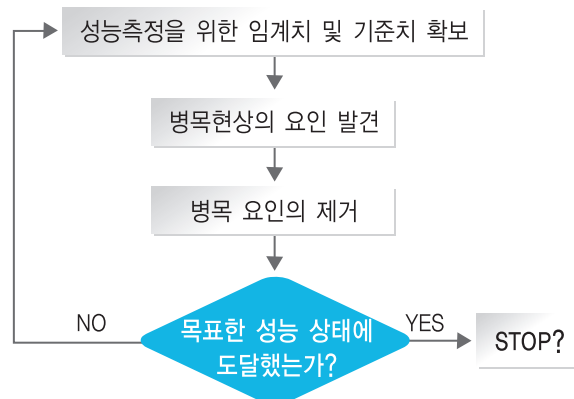 성능측정을 위한 임계치 및 기준치 확보
병목현상의 요인 발견
병목 요인의 제거
목표한 성능 상태에
도달했는가?
NO
YES
STOP?